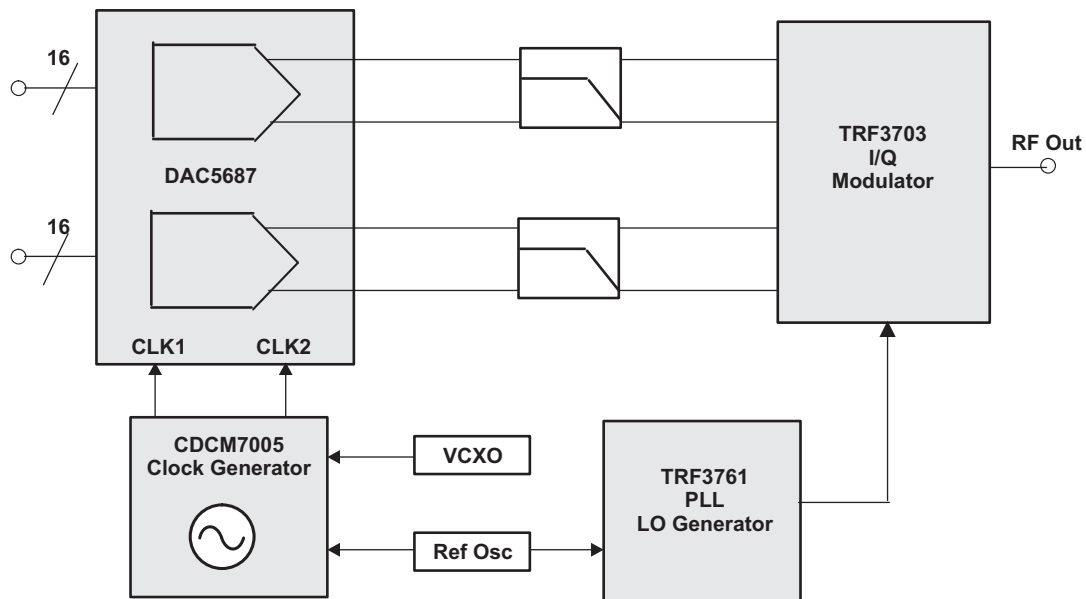 16
DAC5687
16
CLK1
CLK2
TRF3703
I/Q
Modulator
RF Out
CDCM7005
Clock Generator
VCXO
Ref Osc
TRF3761
PLL
LO Generator